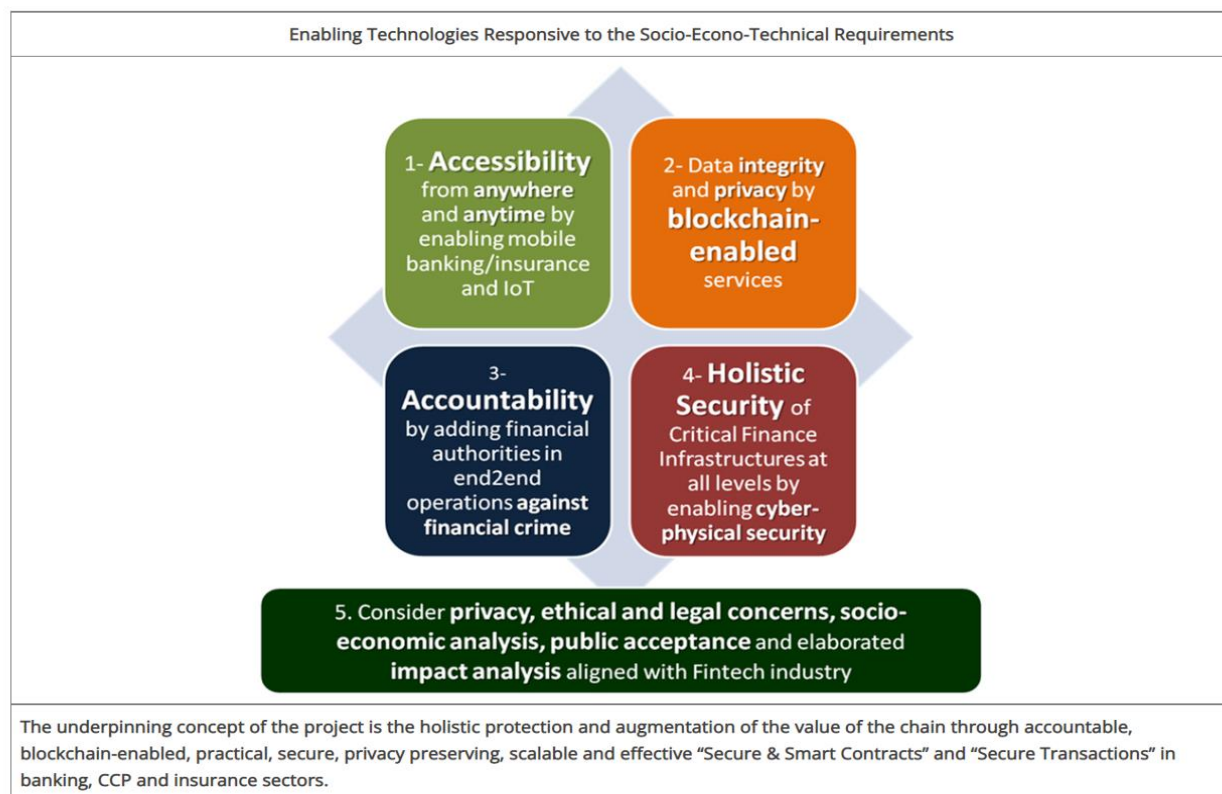 Enabling Technologies Responsive to the Socio-Econo-Technical Requirements
1- Accessibility
from anywhere
and anytime by
enabling mobile
banking/insurance
and IoT
2- Data integrity
and privacy by
blockchain-
enabled
services
3-
Accountability
by adding financial
authorities in
end2end
operations against
financial crime
4- Holistic
Security of
Critical Finance
Infrastructures at
all levels by
enabling cyber-
physical security
5. Consider privacy, ethical and legal concerns, socio-
economic analysis, public acceptance and elaborated
impact analysis aligned with Fintech industry
The underpinning concept of the project is the holistic protection and augmentation of the value of the chain through accountable,
blockchain-enabled, practical, secure, privacy preserving, scalable and effective “Secure & Smart Contracts” and “Secure Transactions” in
banking, CCP and insurance sectors.